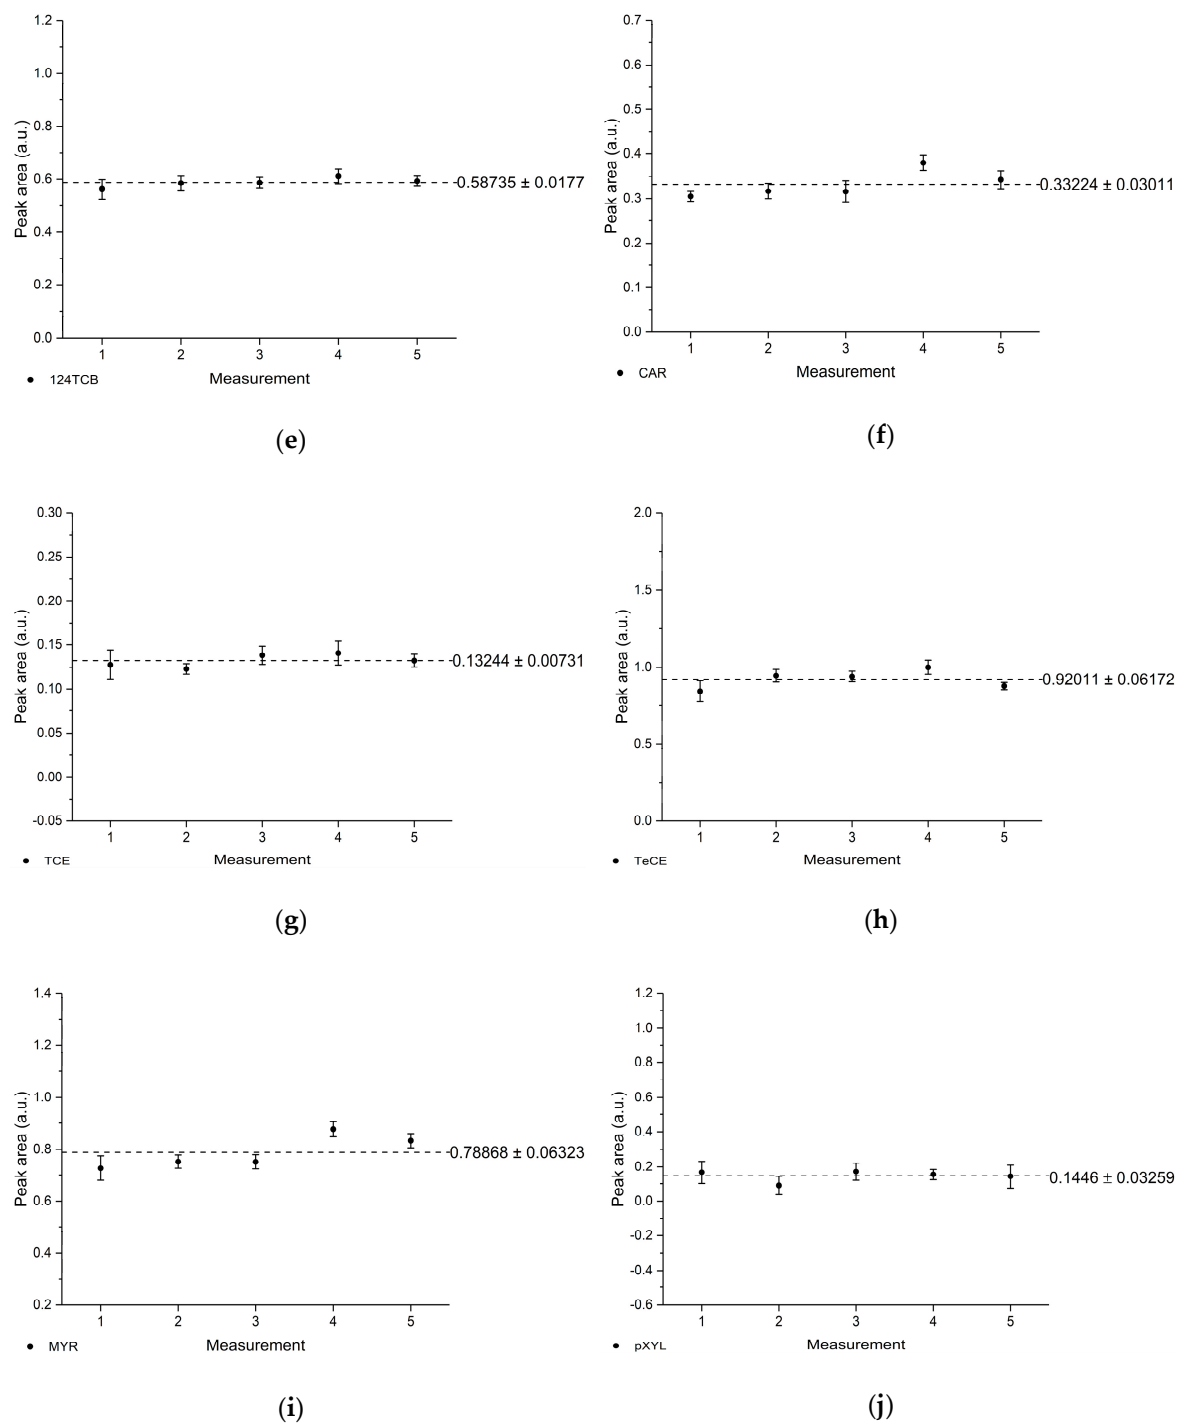 1.2
1.0
0.8
0.6
0.4
0.2
0.0
Peak area (a.u.)
0.58735 ± 0.0177
1 2 3 4 5
Measurement
124TCB
(e)
0.7
0.6
0.5
0.4
0.3
0.2
0.1
0.0
Peak area (a.u.)
0.33224 ± 0.03011
1 2 3 4 5
Measurement
CAR
(f)
0.30
0.25
0.20
0.15
0.10
0.05
0.00
-0.05
Peak area (a.u.)
0.13244 ± 0.00731
1 2 3 4 5
Measurement
TCE
(g)
2.0
1.5
1.0
0.5
0.0
Peak area (a.u.)
0.92011 ± 0.06172
1 2 3 4 5
Measurement
TeCE
(h)
1.4
1.2
1.0
0.8
0.6
0.4
0.2
Peak area (a.u.)
0.78868 ± 0.06323
1 2 3 4 5
Measurement
MYR
(i)
1.2
1.0
0.8
0.6
0.4
0.2
0.0
-0.2
-0.4
-0.6
Peak area (a.u.)
0.1446 ± 0.03259
1 2 3 4 5
Measurement
pXYL
(j)